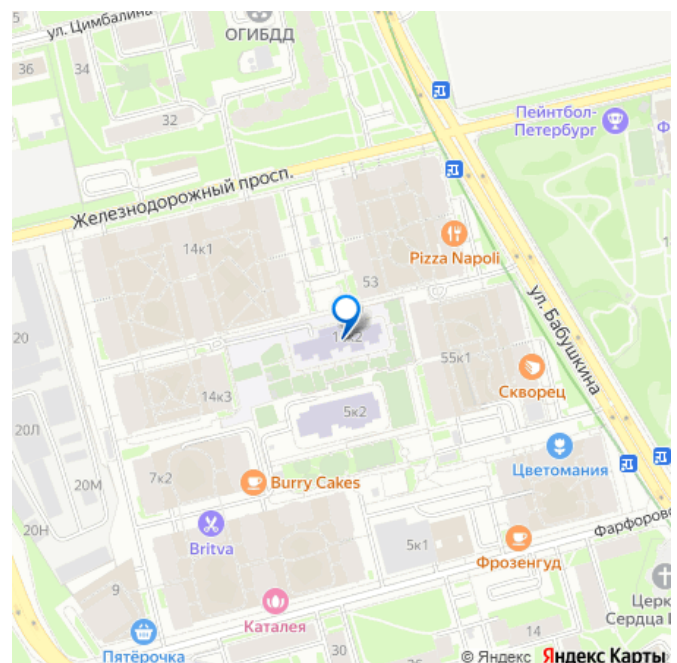 5
ул. Цимбалина
ОГИБДД
36
34
32
Пейнтбол-
Петербург
Ф
Железнодорожный просп.
14к1
Pizza Napoli
53
ул. Бабушкина
20
55к1
Скворец
14к3
5к2
20Л
7к2
Burry Cakes
Цветомания
20М
20Н
Britva
5к1
Фрозенгуд
Фарфоровс
9
Каталея
30
14
Церк
Сердца
Пятёрочка
© Яндекс Яндекс Карты